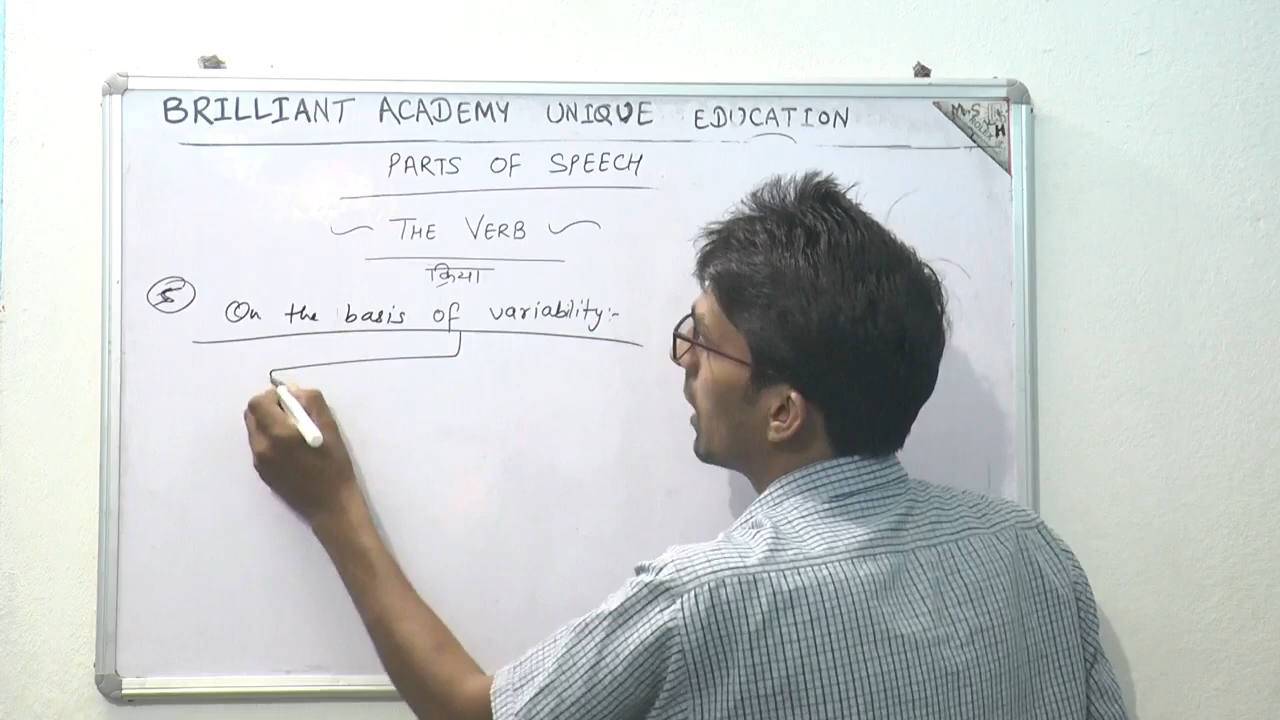 BRILLIANT ACADEMY UNIQUE EDUCATION
PARTS OF SPEECH
THE VERB
क्रिया
5 On the basis of variability:-
M.S